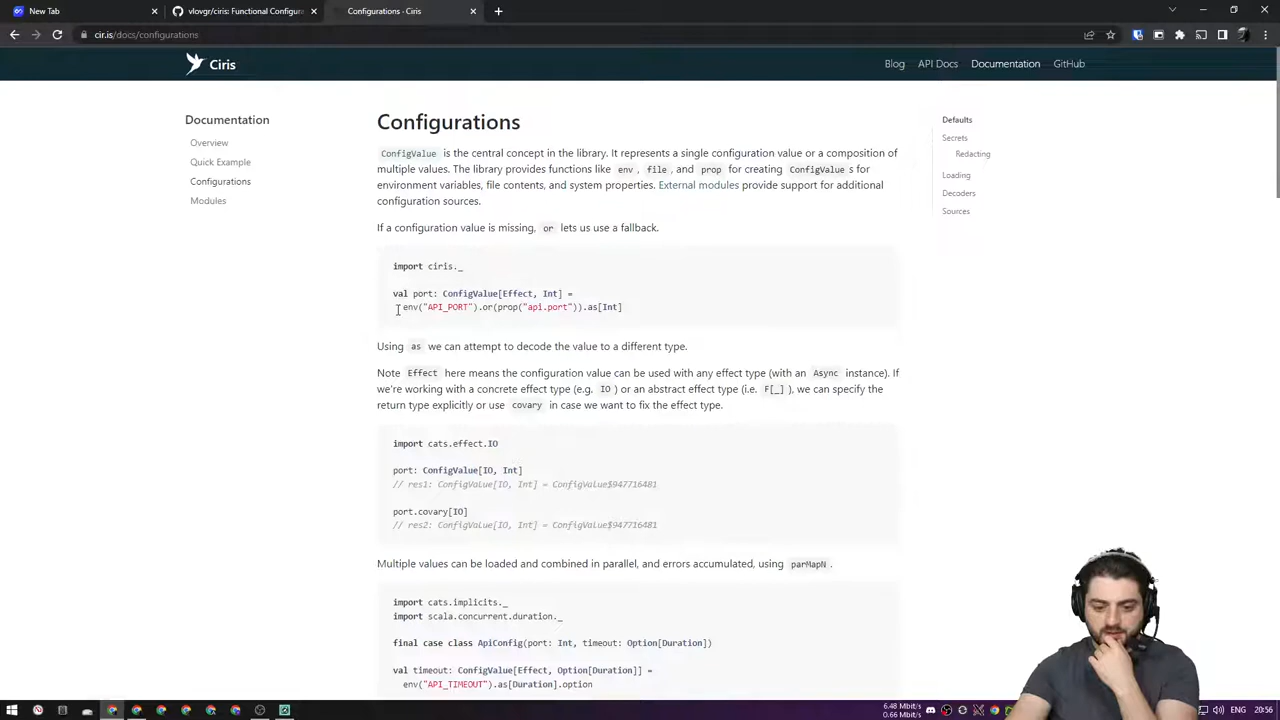 New Tab
vlovgr/ciris: Functional Configura
Configurations · Ciris
cir.is/docs/configurations
Ciris
Blog
API Docs
Documentation
GitHub
Documentation
Overview
Quick Example
Configurations
Modules
Configurations
ConfigValue is the central concept in the library. It represents a single configuration value or a composition of
multiple values. The library provides functions like env, file, and prop for creating ConfigValue s for
environment variables, file contents, and system properties. External modules provide support for additional
configuration sources.
If a configuration value is missing, or lets us use a fallback.
import ciris._
val port: ConfigValue[Effect, Int] =
env("API_PORT").or(prop("api.port")).as[Int]
Using as we can attempt to decode the value to a different type.
Note Effect here means the configuration value can be used with any effect type (with an Async instance). If
we're working with a concrete effect type (e.g. IO) or an abstract effect type (i.e. F[_]), we can specify the
return type explicitly or use covary in case we want to fix the effect type.
import cats.effect.IO
port: ConfigValue[IO, Int]
// res1: ConfigValue[IO, Int] = ConfigValue$947716481
port.covary[IO]
// res2: ConfigValue[IO, Int] = ConfigValue$947716481
Multiple values can be loaded and combined in parallel, and errors accumulated, using parMapN.
import cats.implicits._
import scala.concurrent.duration._
final case class ApiConfig(port: Int, timeout: Option[Duration])
val timeout: ConfigValue[Effect, Option[Duration]] =
env("API_TIMEOUT").as[Duration].option
Defaults
Secrets
Redacting
Loading
Decoders
Sources
6.48 Mbit/s
0.66 Mbit/s
ENG
20:56